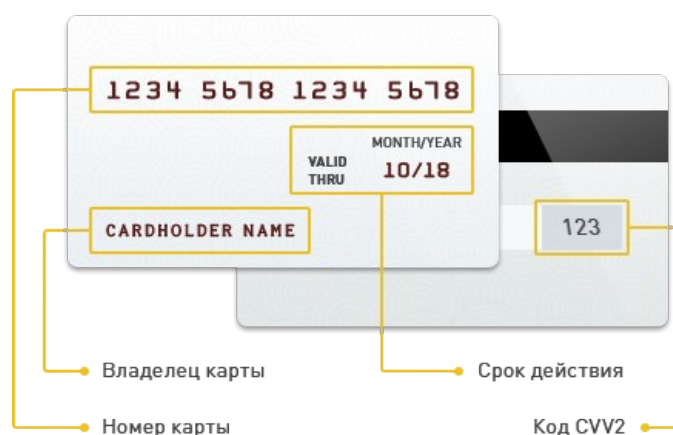 1234 5678 1234 5678
MONTH/YEAR
VALID
THRU
10/18
CARDHOLDER NAME
123
Владелец карты
Срок действия
Номер карты
Код CVV2